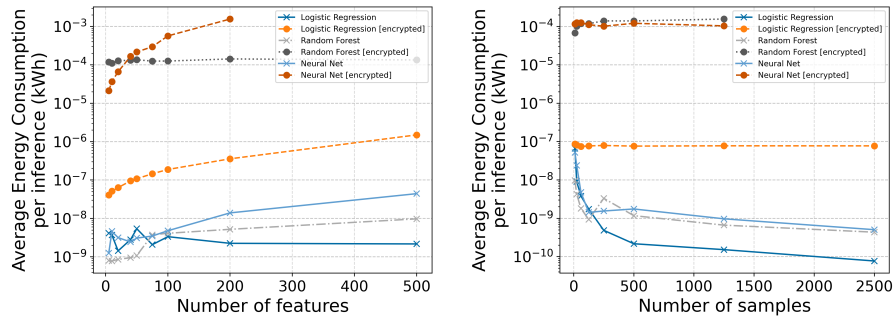 Average Energy Consumption
per inference (kWh)
10⁻³
10⁻⁴
10⁻⁵
10⁻⁶
10⁻⁷
10⁻⁸
10⁻⁹
Logistic Regression
Logistic Regression [encrypted]
Random Forest
Random Forest [encrypted]
Neural Net
Neural Net [encrypted]
0 100 200 300 400 500
Number of features
Average Energy Consumption
per inference (kWh)
10⁻³
10⁻⁴
10⁻⁵
10⁻⁶
10⁻⁷
10⁻⁸
10⁻⁹
10⁻¹⁰
Logistic Regression
Logistic Regression [encrypted]
Random Forest
Random Forest [encrypted]
Neural Net
Neural Net [encrypted]
0 500 1000 1500 2000 2500
Number of samples